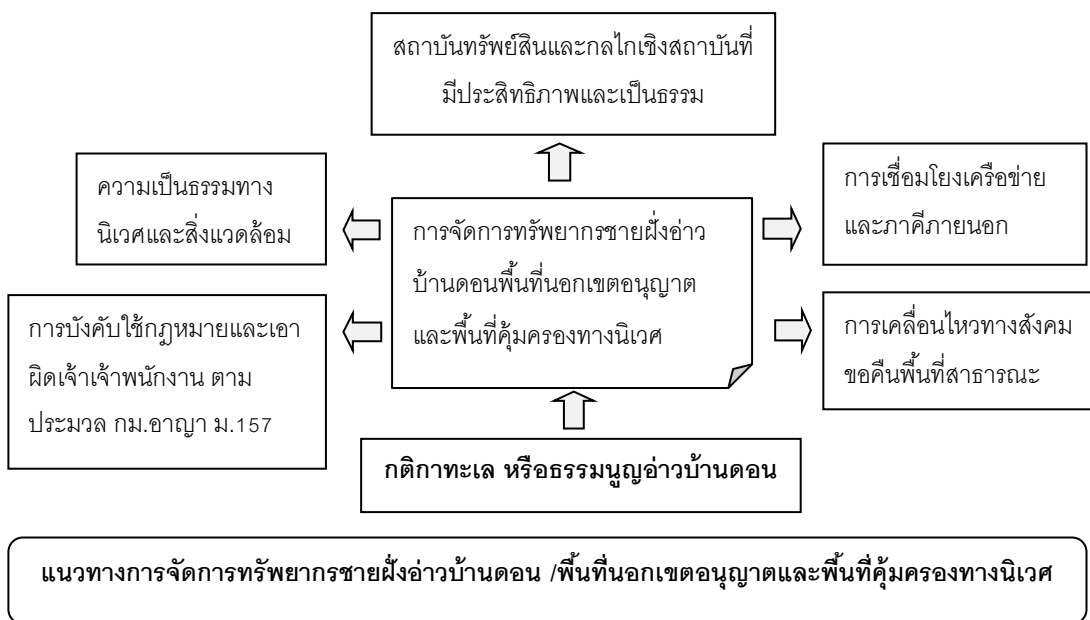 สถาบันทรัพย์สินและกลไกเชิงสถาบันที่
มีประสิทธิภาพและเป็นธรรม
ความเป็นธรรมทาง
นิเวศและสิ่งแวดล้อม
การจัดการทรัพยากรชายฝั่งอ่าว
บ้านดอนพื้นที่นอกเขตอนุญาต
และพื้นที่คุ้มครองทางนิเวศ
การเชื่อมโยงเครือข่าย
และภาคีภายนอก
การบังคับใช้กฎหมายและเอา
ผิดเจ้าเจ้าพนักงาน ตาม
ประมวล กม.อาญา ม.157
การเคลื่อนไหวทางสังคม
ขอคืนพื้นที่สาธารณะ
กติกาทะเล หรือธรรมนูญอ่าวบ้านดอน
แนวทางการจัดการทรัพยากรชายฝั่งอ่าวบ้านดอน /พื้นที่นอกเขตอนุญาตและพื้นที่คุ้มครองทางนิเวศ